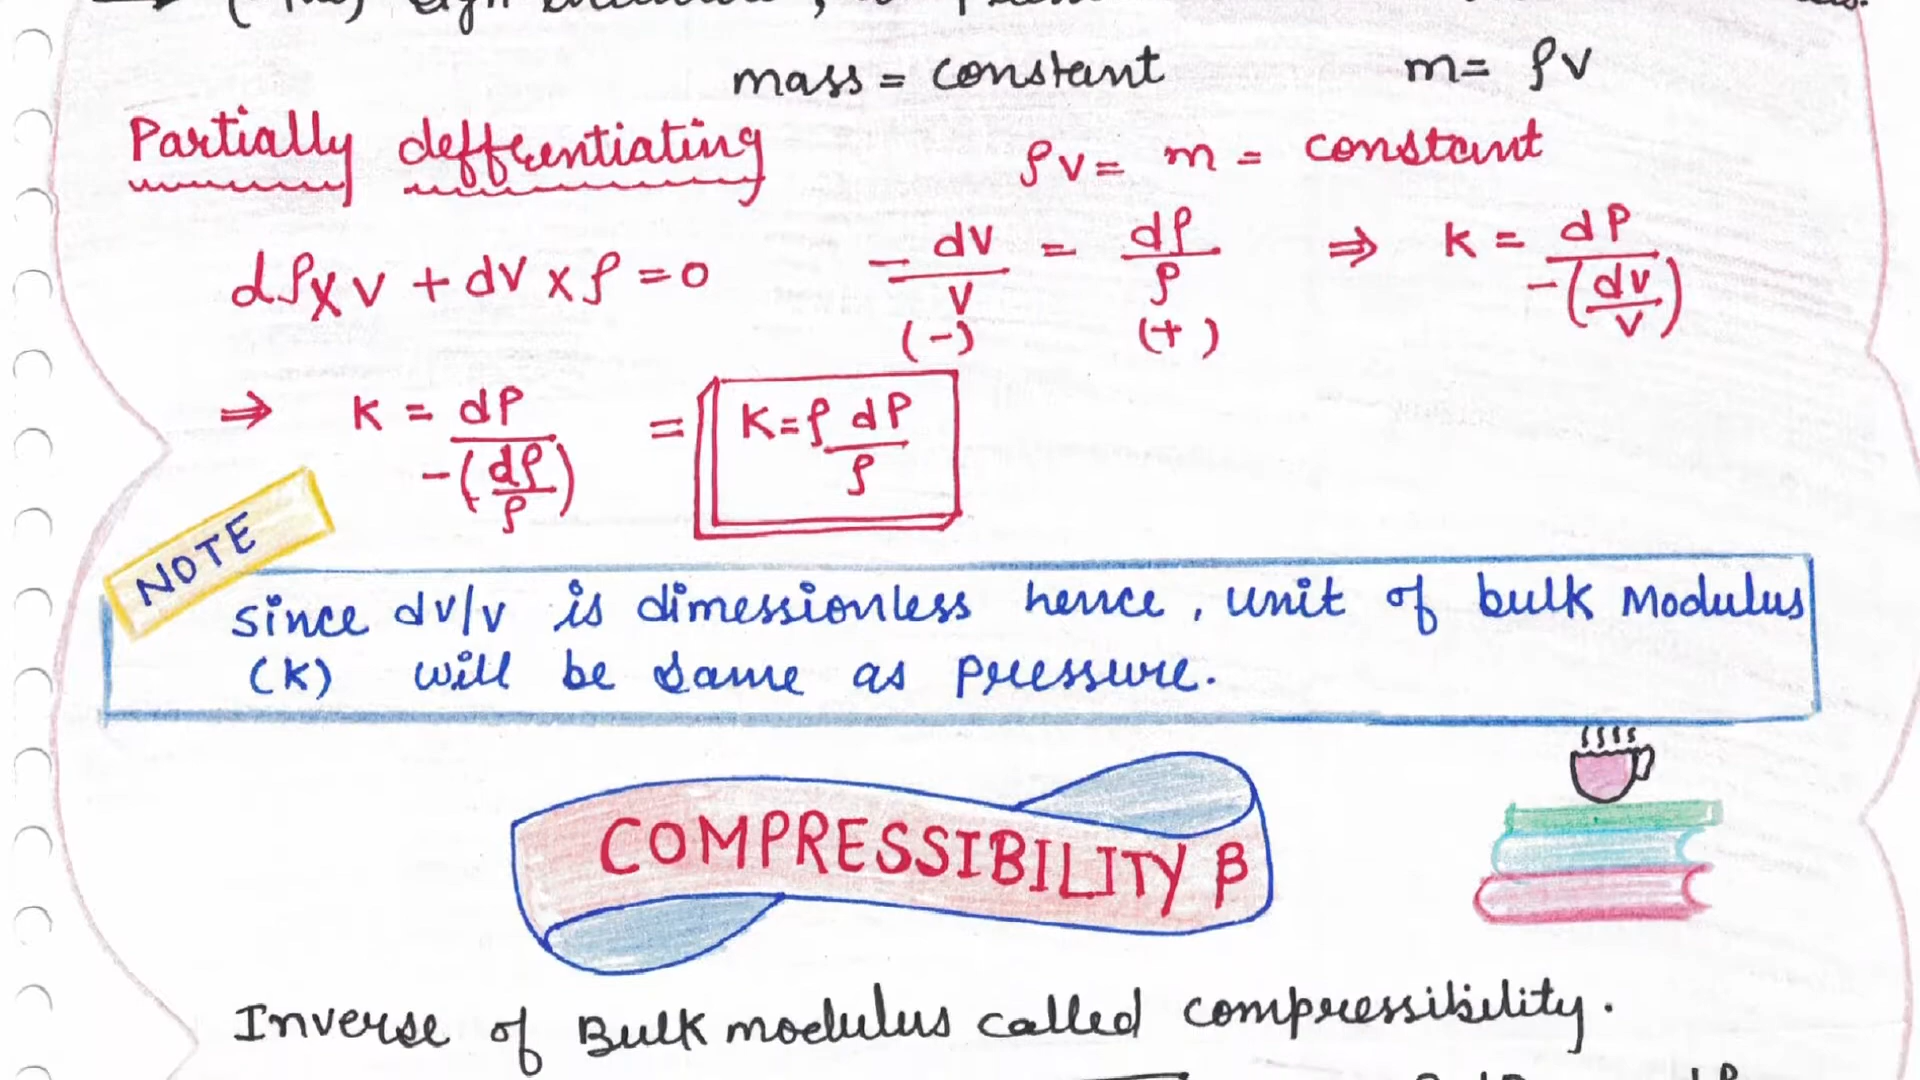 mass = constant    m = ρV
Partially deffrentiating    ρV = m = constant
dρ x V + dV x ρ = 0    - dV/V = dρ/ρ ⇒ K = dP/-(dv/v)
(-)    (+)
⇒ K = dP/-(dρ/ρ) = K = ρ dP/ρ
NOTE
since dv/v is dimessionless hence, unit of bulk Modulus
(K) will be same as pressure.
COMPRESSIBILITY β
Inverse of Bulk modulus called compressibility.